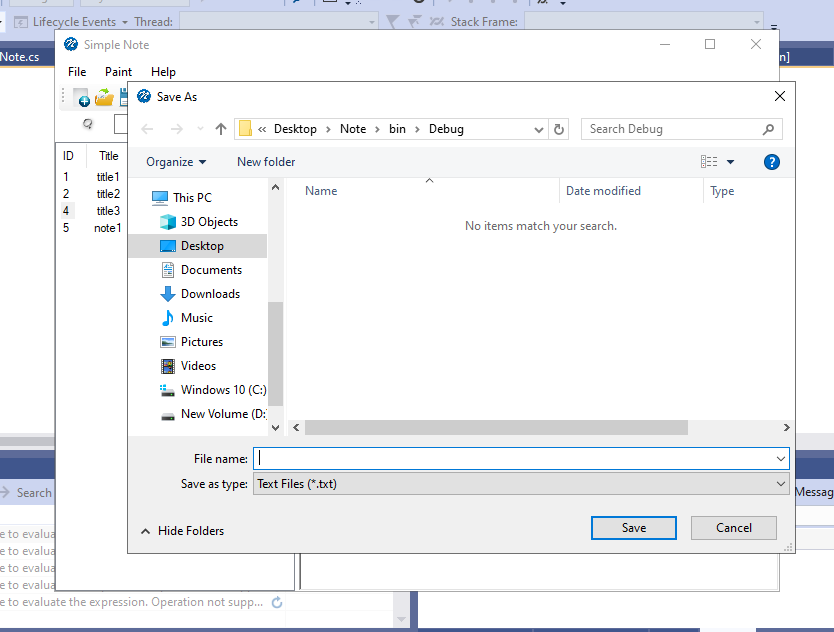 Lifecycle Events Thread: Stack Frame:
Note.cs
Simple Note
File Paint Help
Save As
« Desktop > Note > bin > Debug
Search Debug
Organize New folder
ID Title
1 title1
2 title2
4 title3
5 note1
This PC
3D Objects
Desktop
Documents
Downloads
Music
Pictures
Videos
Windows 10 (C:)
New Volume (D:
Name Date modified Type
No items match your search.
File name:
Save as type: Text Files (*.txt)
Hide Folders
Save Cancel
Search
Messag
e to evalua
e to evalua
e to evalua
e to evalua
e to evaluate the expression. Operation not supp...